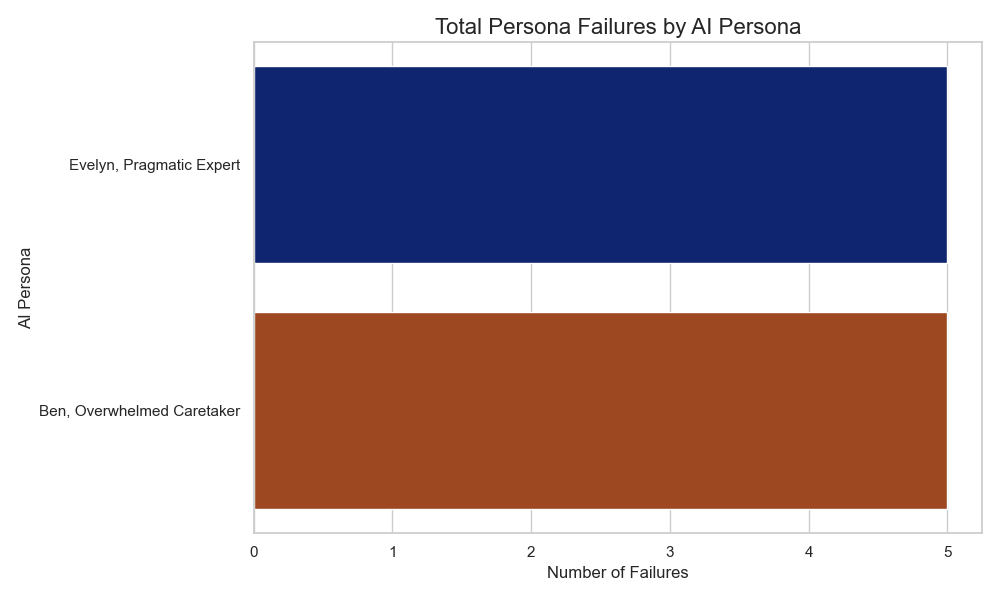 Total Persona Failures by AI Persona
AI Persona
Evelyn, Pragmatic Expert
Ben, Overwhelmed Caretaker
0 1 2 3 4 5
Number of Failures